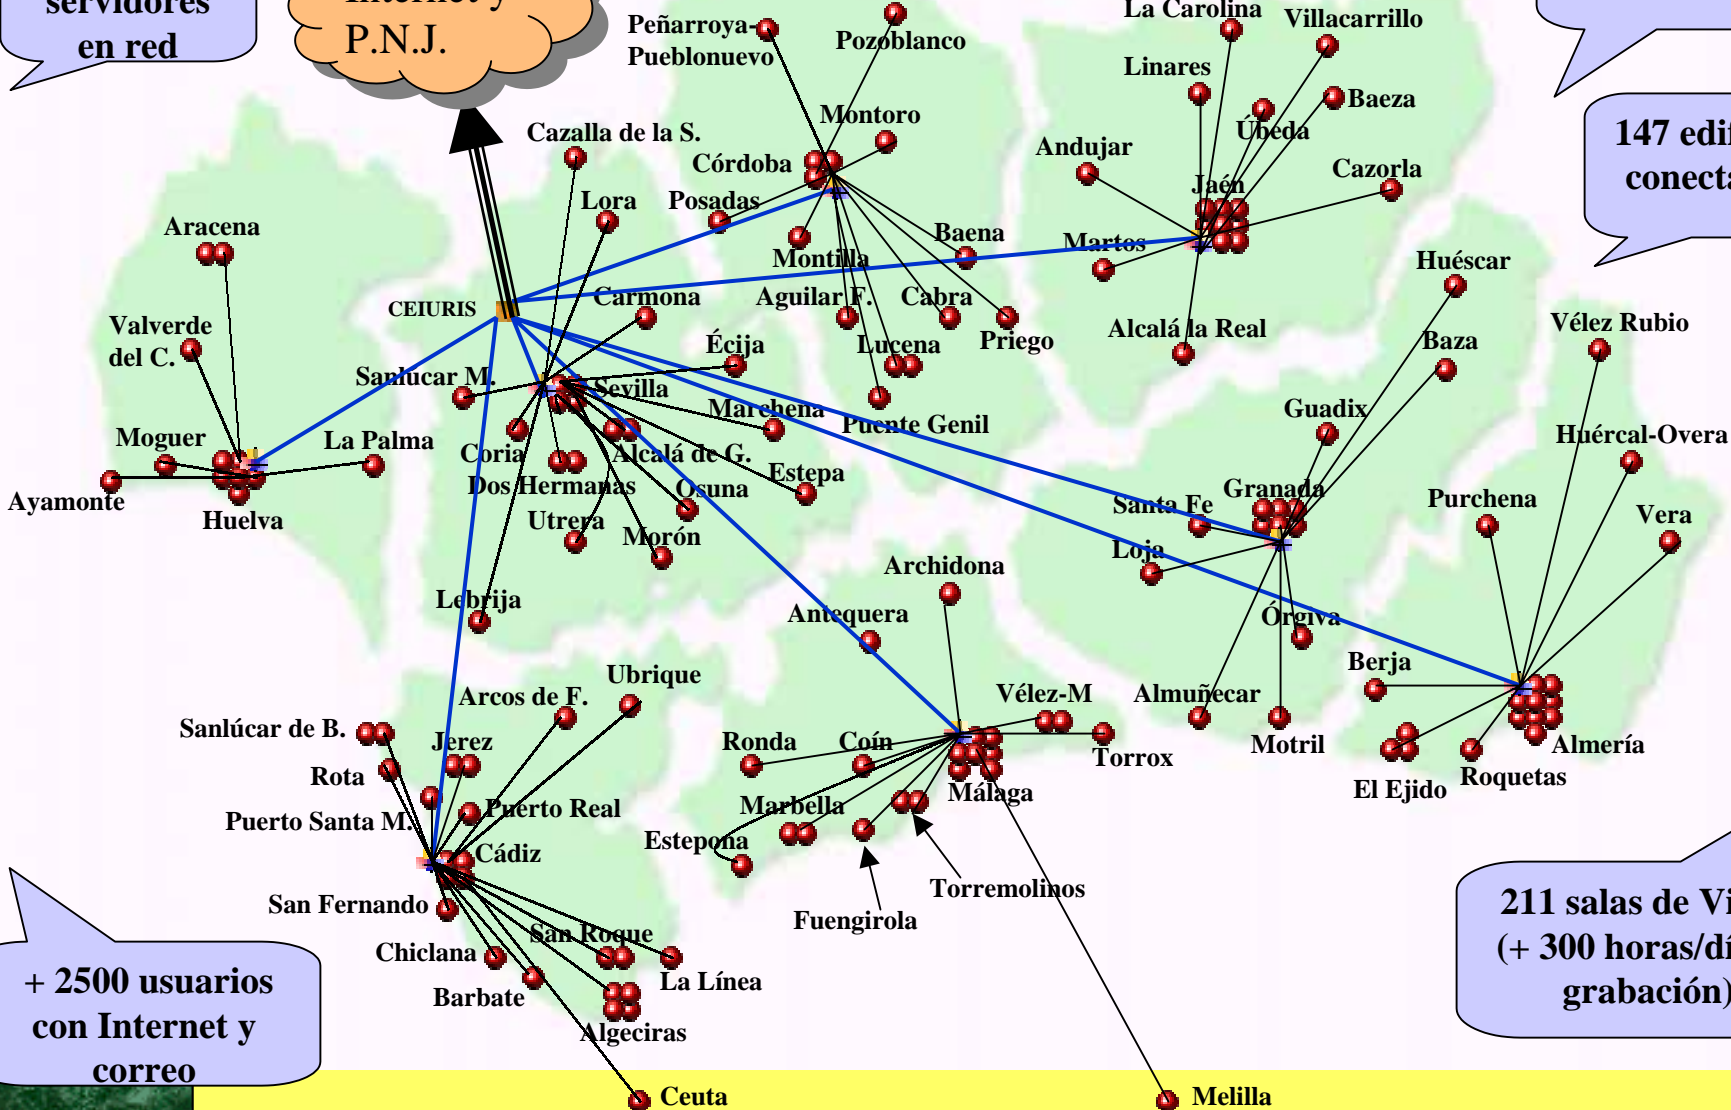 servidores
en red
Internet y
P.N.J.
Peñarroya-
Pueblonuevo
Pozoblanco
La Carolina
Villacarrillo
Linares
Baeza
Úbeda
Montoro
Cazalla de la S.
Córdoba
Andujar
Cazorla
147
Jaén
Lora
Posadas
Aracena
Baena
Martos
Montilla
Huéscar
CEIURIS
Carmona
Aguilar F.
Cabra
Valverde
del C.
Écija
Lucena
Priego
Alcalá la Real
Baza
Vélez Rubio
Sanlucar M.
Sevilla
Marchena
Puente Genil
Guadix
Huércal-Overa
Moguer
La Palma
Coria
Alcalá de G.
Estepa
Dos Hermanas
Osuna
Ayamonte
Huelva
Utrera
Morón
Santa Fe
Granada
Purchena
Vera
Loja
Archidona
Lebrija
Antequera
Órgiva
Berja
Ubrique
Arcos de F.
Vélez-M
Almuñecar
Sanlúcar de B.
Jerez
Ronda
Coín
Torrox
Motril
Almería
Rota
El Ejido
Roquetas
Puerto Santa M.
Puerto Real
Marbella
Málaga
Estepona
Cádiz
Torremolinos
San Fernando
Fuengirola
211 salas de
(+ 300
grabación)
San Roque
Chiclana
La Línea
Barbate
+ 2500 usuarios
con Internet y
correo
Algeciras
Ceuta
Melilla